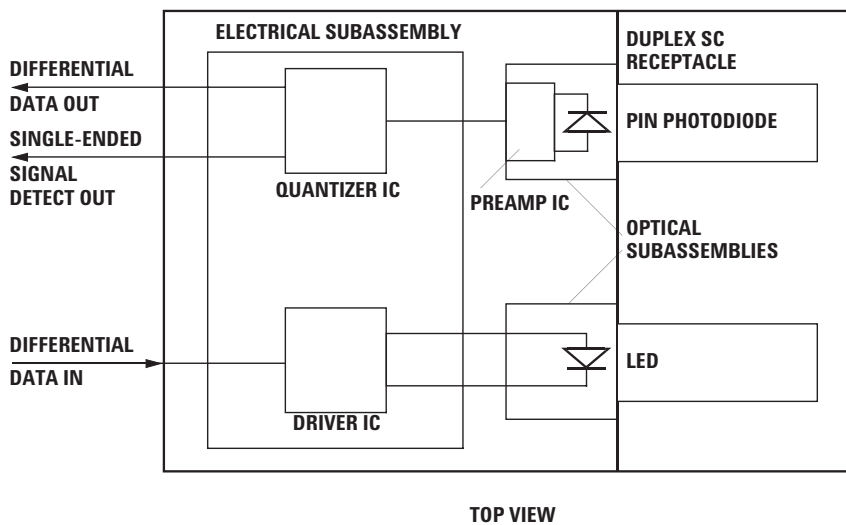 ELECTRICAL SUBASSEMBLY
DUPLEX SC
RECEPTACLE
DIFFERENTIAL
DATA OUT
SINGLE-ENDED
SIGNAL
DETECT OUT
QUANTIZER IC
PREAMP IC
PIN PHOTODIODE
OPTICAL
SUBASSEMBLIES
DIFFERENTIAL
DATA IN
DRIVER IC
LED
TOP VIEW